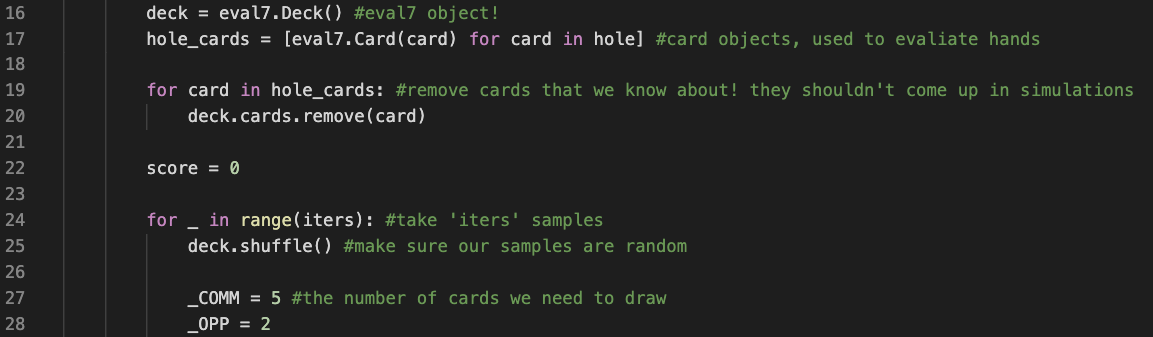 16 deck = eval7.Deck() #eval7 object!
17 hole_cards = [eval7.Card(card) for card in hole] #card objects, used to evaliate hands
18
19 for card in hole_cards: #remove cards that we know about! they shouldn't come up in simulations
20 deck.cards.remove(card)
21
22 score = 0
23
24 for _ in range(iters): #take 'iters' samples
25 deck.shuffle() #make sure our samples are random
26
27 _COMM = 5 #the number of cards we need to draw
28 _OPP = 2